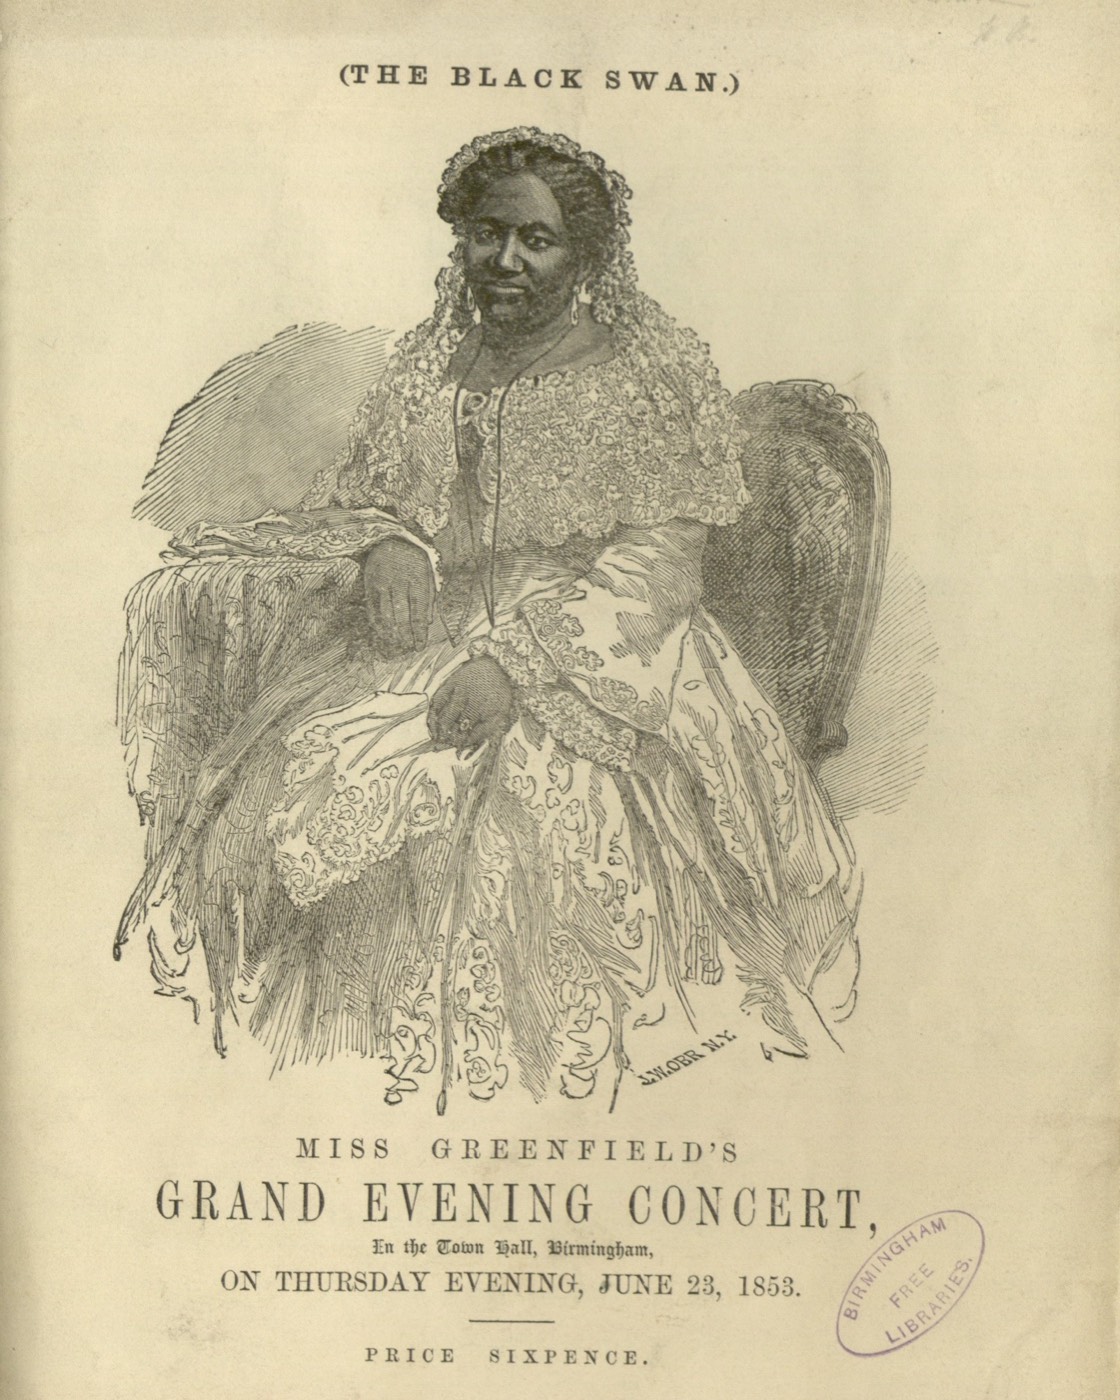 (THE BLACK SWAN.)
J.W.OBR N.Y.
MISS GREENFIELD'S
GRAND EVENING CONCERT,
In the Town Hall, Birmingham,
ON THURSDAY EVENING, JUNE 23, 1853.
PRICE SIXPENCE.
BIRMINGHAM
FREE
LIBRARIES.